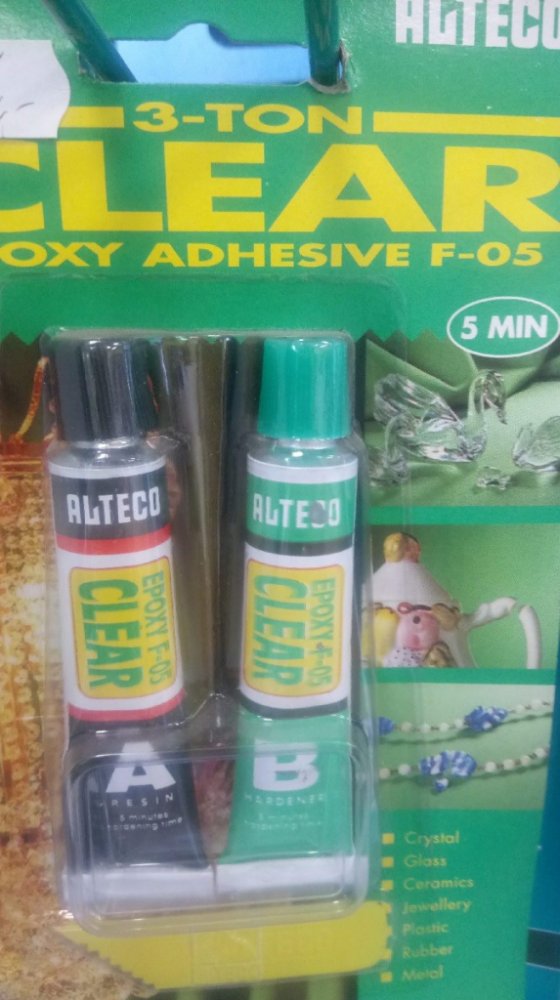 ALTECO
3-TON
CLEAR
OXY ADHESIVE F-05
5 MIN
ALTECO
EPOXY F-05
CLEAR
A
RESIN
5 minutes
hardening time
ALTECO
EPOXY F-05
CLEAR
B
HARDENER
5 minutes
hardening time
Crystal
Glass
Ceramics
Jewellery
Plastic
Rubber
Metal